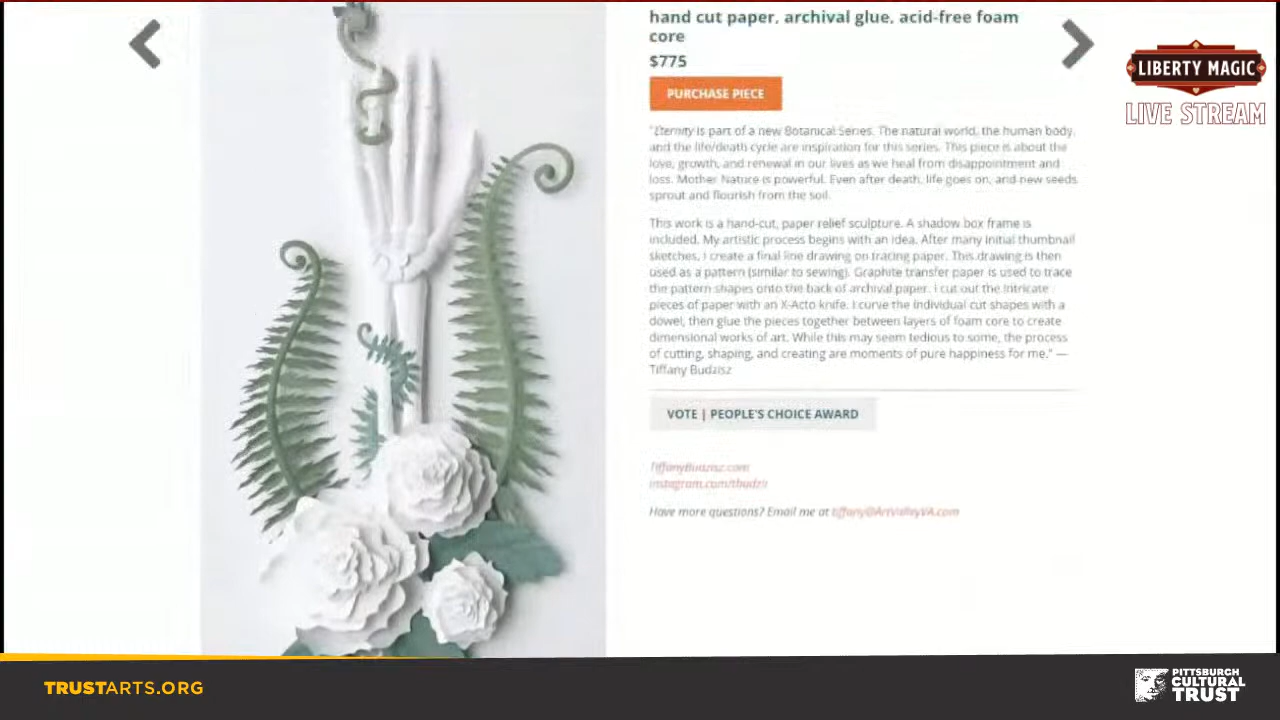 hand cut paper, archival glue, acid-free foam
core
$775
PURCHASE PIECE
"Eternity is part of a new Botanical Series. The natural world, the human body,
and the life/death cycle are inspiration for this series. This piece is about the
love, growth, and renewal in our lives as we heal from disappointment and
loss. Mother Nature is powerful. Even after death, life goes on, and new seeds
sprout and flourish from the soil.
This work is a hand-cut, paper relief sculpture. A shadow box frame is
included. My artistic process begins with an idea. After many initial thumbnail
sketches, I create a final line drawing on tracing paper. This drawing is then
used as a pattern (similar to sewing). Graphite transfer paper is used to trace
the pattern shapes onto the back of archival paper. I cut out the intricate
pieces of paper with an X-Acto knife. I curve the individual cut shapes with a
dowel, then glue the pieces together between layers of foam core to create
dimensional works of art. While this may seem tedious to some, the process
of cutting, shaping, and creating are moments of pure happiness for me." —
Tiffany Budzisz
VOTE | PEOPLE'S CHOICE AWARD
TiffanyBudzisz.com
Have more questions? Email me at tiffany@ArtValleyVA.com
LIBERTY MAGIC
LIVE STREAM
TRUSTARTS.ORG
PITTSBURGH
CULTURAL
TRUST